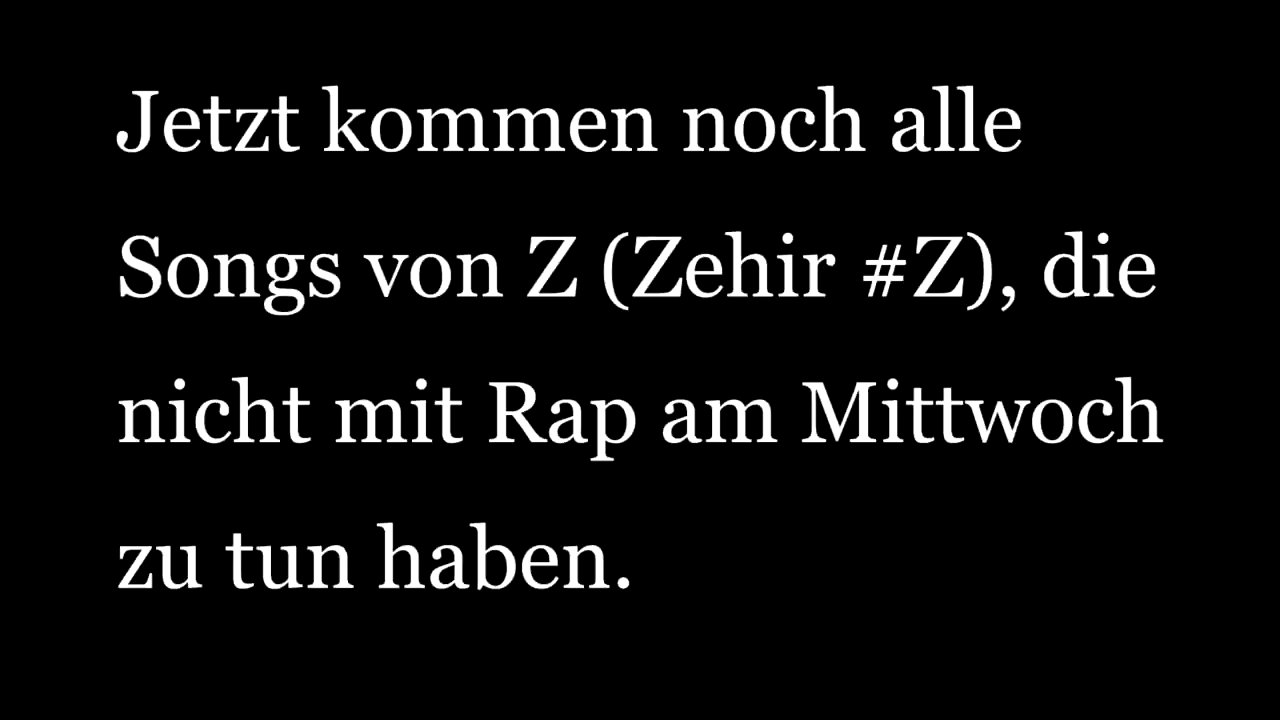 Jetzt kommen noch alle
Songs von Z (Zehir #Z), die
nicht mit Rap am Mittwoch
zu tun haben.